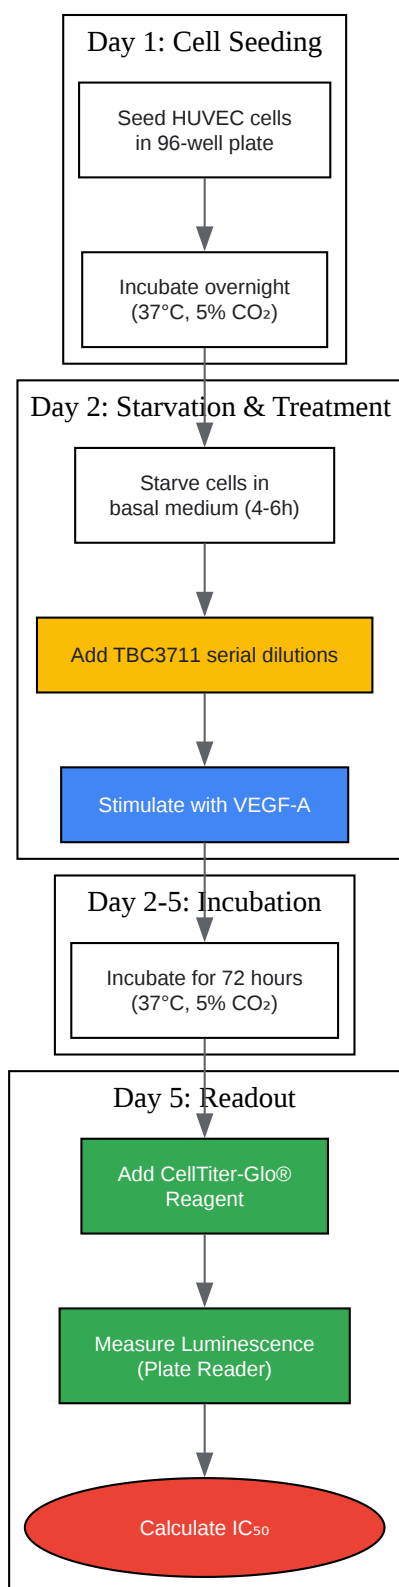 Day 1: Cell Seeding
Seed HUVEC cells
in 96-well plate
Incubate overnight
(37°C, 5% CO₂)
Day 2: Starvation & Treatment
Starve cells in
basal medium (4-6h)
Add TBC3711 serial dilutions
Stimulate with VEGF-A
Day 2-5: Incubation
Incubate for 72 hours
(37°C, 5% CO₂)
Day 5: Readout
Add CellTiter-Glo®
Reagent
Measure Luminescence
(Plate Reader)
Calculate IC₅₀